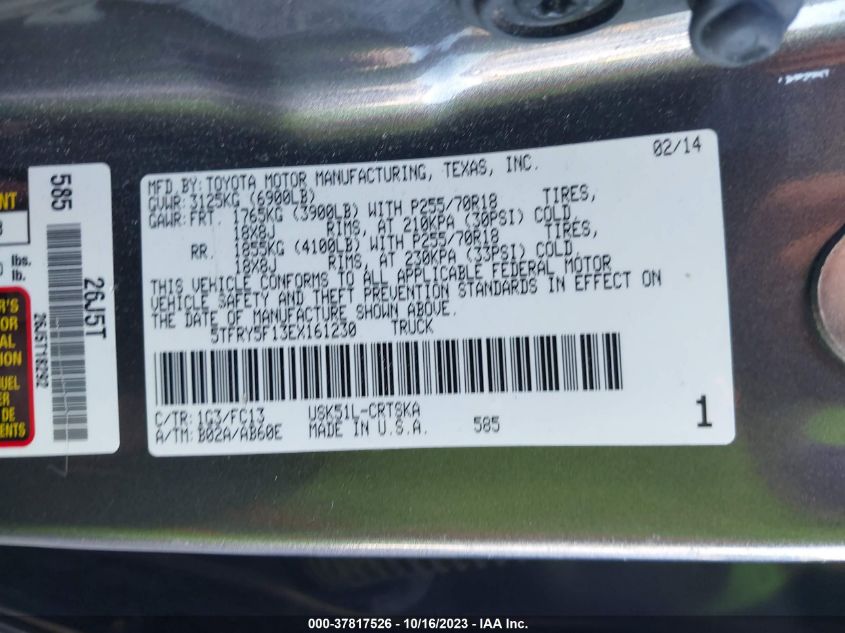 MFD. BY: TOYOTA MOTOR MANUFACTURING, TEXAS, INC. 02/14
GVWR: 3125KG (6900LB)
GAWR: FRT. 1765KG (3900LB) WITH P255/70R18 TIRES,
18X8J RIMS, AT 210KPA (30PSI) COLD,
RR. 1855KG (4100LB) WITH P255/70R18 TIRES,
18X8J RIMS, AT 230KPA (33PSI) COLD
THIS VEHICLE CONFORMS TO ALL APPLICABLE FEDERAL MOTOR
VEHICLE SAFETY AND THEFT PREVENTION STANDARDS IN EFFECT ON
THE DATE OF MANUFACTURE SHOWN ABOVE.
5TFRY5F13EX161230 TRUCK
C/TR: 1G3/FC13 USK51L-CRTSKA
A/TM: B02A/AB60E MADE IN U.S.A. 585
1
585
26J5T
26J5T18292
lbs.
lb.
DE
000-37817526 - 10/16/2023 - IAA Inc.